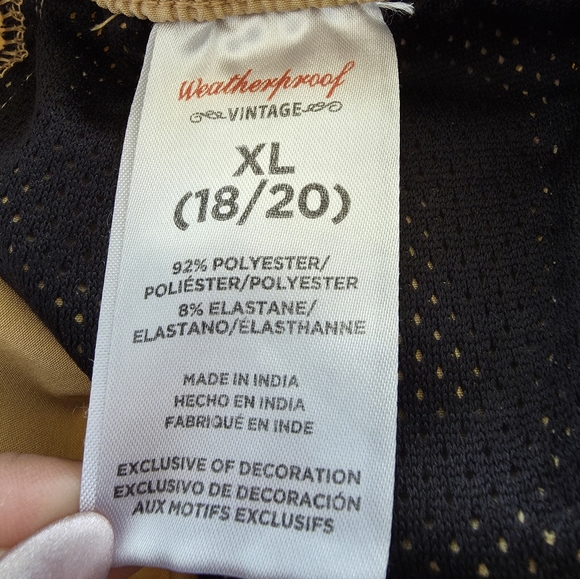 Weatherproof
VINTAGE
XL
(18/20)
92% POLYESTER/
POLIÉSTER/POLYESTER
8% ELASTANE/
ELASTANO/ÉLASTHANNE
MADE IN INDIA
HECHO EN INDIA
FABRIQUÉ EN INDE
EXCLUSIVE OF DECORATION
EXCLUSIVO DE DECORACIÓN
AUX MOTIFS EXCLUSIFS